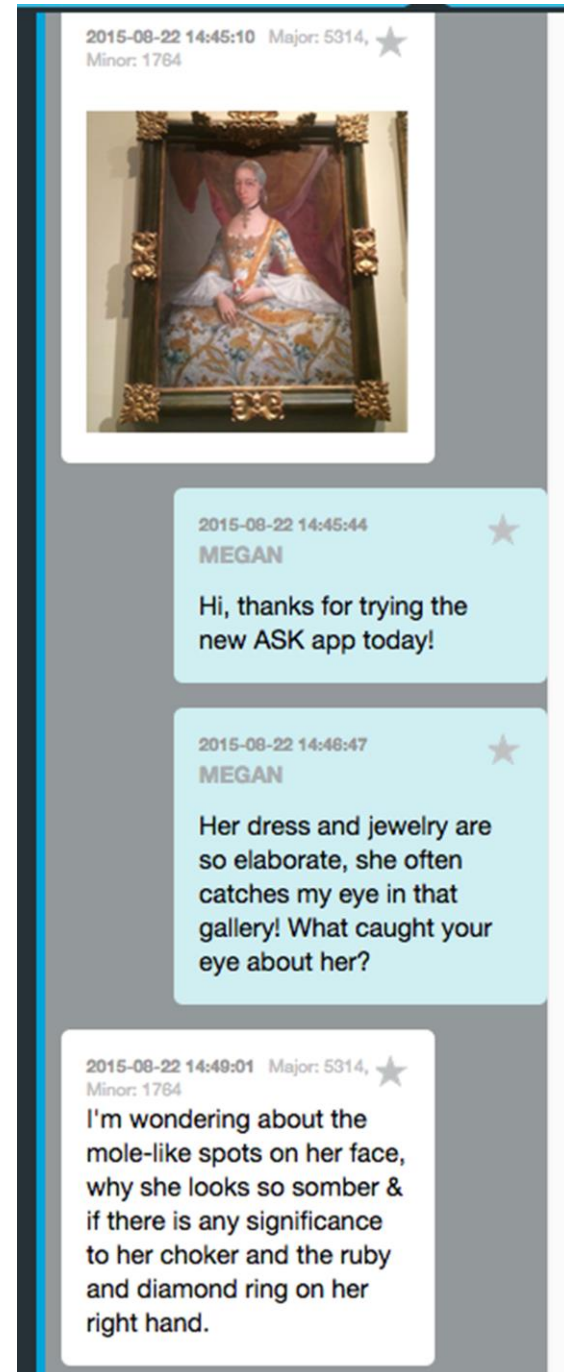 2015-08-22 14:45:10 Major: 5314,
Minor: 1764
2015-08-22 14:45:44
MEGAN
Hi, thanks for trying the
new ASK app today!
2015-08-22 14:46:47
MEGAN
Her dress and jewelry are
so elaborate, she often
catches my eye in that
gallery! What caught your
eye about her?
2015-08-22 14:49:01 Major: 5314,
Minor: 1764
I'm wondering about the
mole-like spots on her face,
why she looks so somber &
if there is any significance
to her choker and the ruby
and diamond ring on her
right hand.